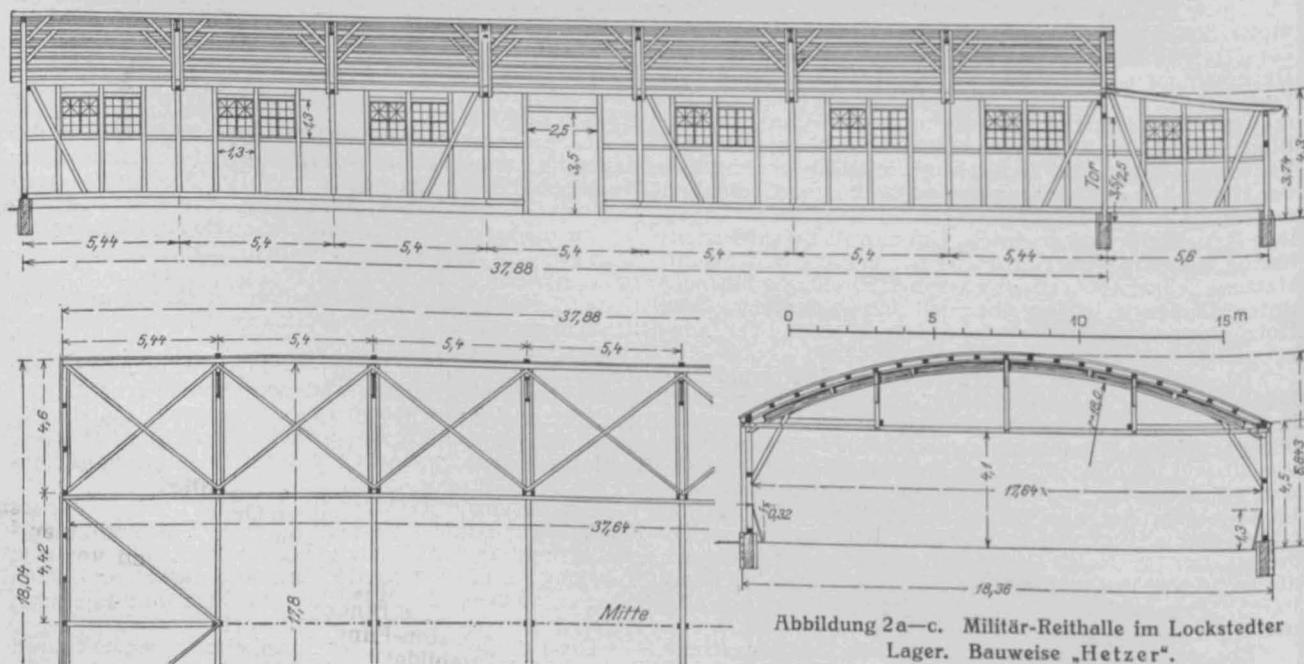 1,3
1,3
2,5
3,5
Tor
3,5/2,5
3,74
4,3
5,44 5,4 5,4 5,4 5,4 5,4 5,44 5,6
37,88
37,88
5,44 5,4 5,4 5,4
4,6
4,42
18,04
17,8
37,64
Mitte
0 5 10 15 m
r=18,0
4,1
17,64
0,32
1,3
4,5
18,36
Abbildung 2a—c. Militär-Reithalle im Lockstedter
Lager. Bauweise „Hetzer".